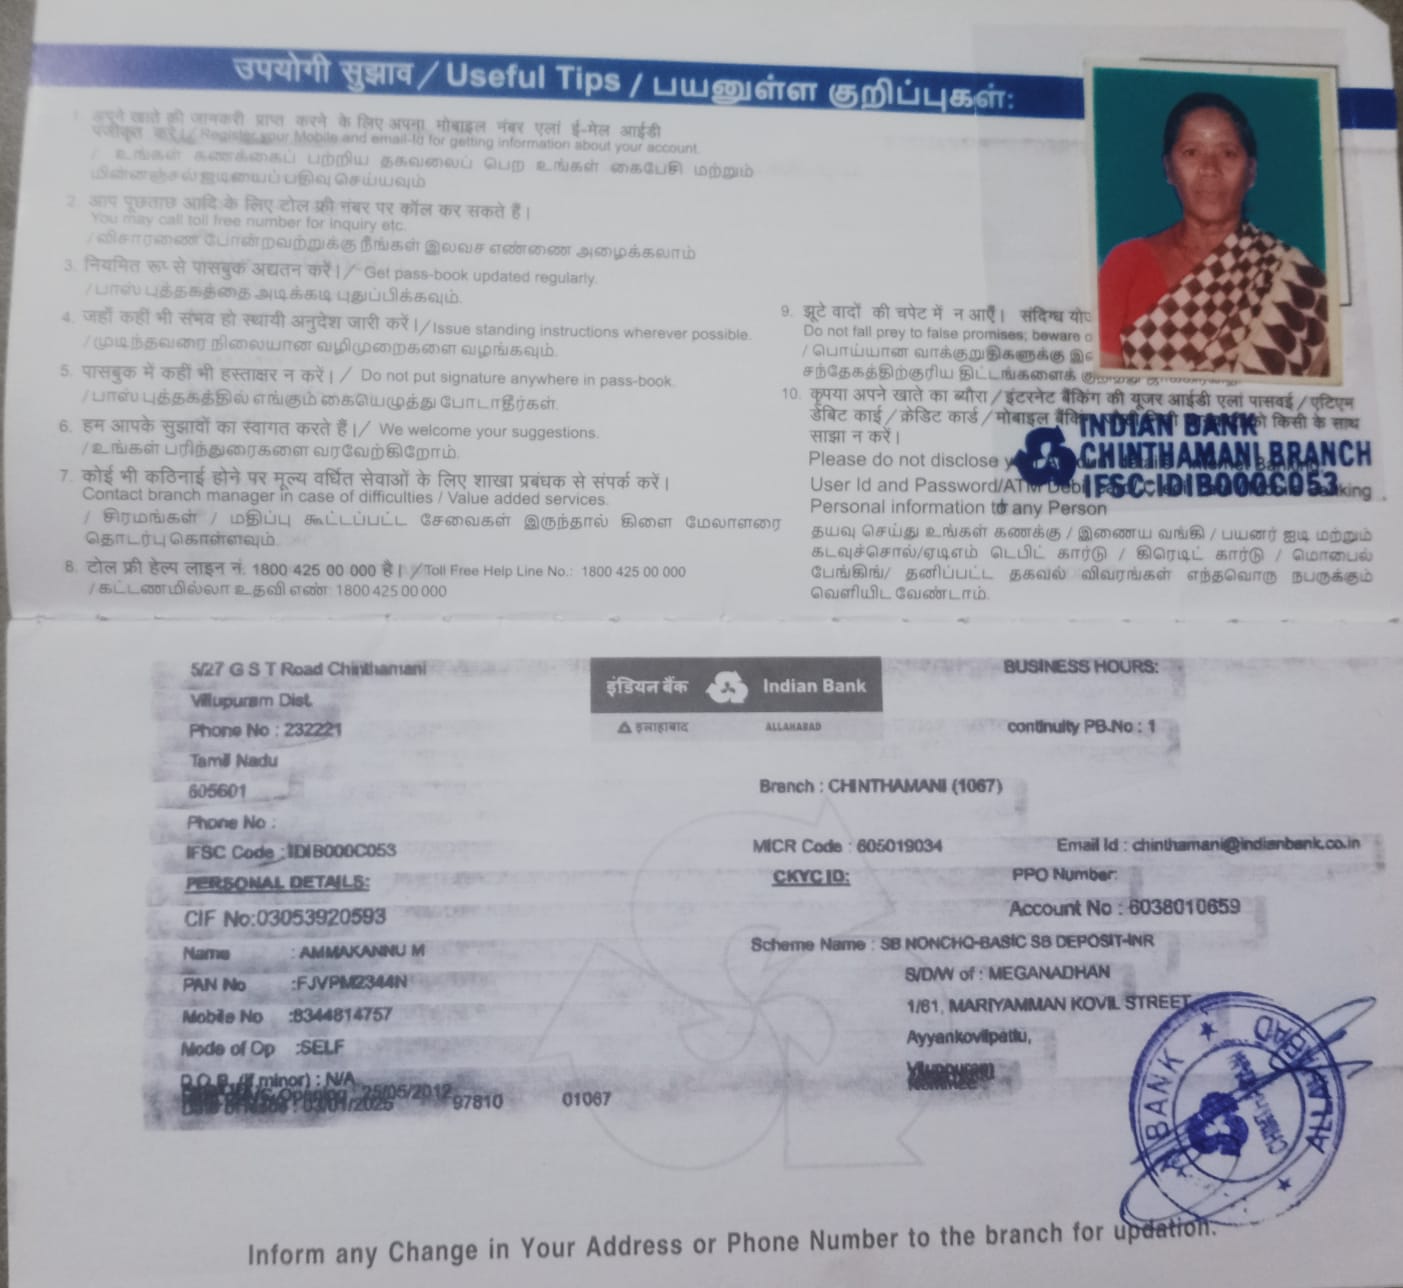 उपयोगी सुझाव / Useful Tips / பயனுள்ள குறிப்புகள்:
1. अपने खाते की जानकारी प्राप्त करने के लिए अपना मोबाइल नंबर एलां ई-मेल आईडी
पंजीकृत करें।/ Register your Mobile and email-Id for getting information about your account.
/ உங்கள் கணக்கைப் பற்றிய தகவலைப் பெற உங்கள் கைபேசி மற்றும்
மின்னஞ்சல் ஐடியைப் பதிவு செய்யவும்
2. आप पूछताछ आदि के लिए टोल फ्री नंबर पर कॉल कर सकते हैं।
You may call toll free number for inquiry etc.
/ விசாரணை போன்றவற்றுக்கு நீங்கள் இலவச எண்ணை அழைக்கலாம்
3. नियमित रूप से पासबुक अद्यतन करें।/ Get pass-book updated regularly.
/ பாஸ் புத்தகத்தை அடிக்கடி புதுப்பிக்கவும்.
4. जहाँ कहीं भी संभव हो स्थायी अनुदेश जारी करें।/ Issue standing instructions wherever possible.
/ முடிந்தவரை நிலையான வழிமுறைகளை வழங்கவும்.
5. पासबुक में कहीं भी हस्ताक्षर न करें।/ Do not put signature anywhere in pass-book.
/ பாஸ் புத்தகத்தில் எங்கும் கையெழுத்து போடாதீர்கள்.
6. हम आपके सुझावों का स्वागत करते हैं।/ We welcome your suggestions.
/ உங்கள் பரிந்துரைகளை வரவேற்கிறோம்.
7. कोई भी कठिनाई होने पर मूल्य वर्धित सेवाओं के लिए शाखा प्रबंधक से संपर्क करें।
Contact branch manager in case of difficulties / Value added services.
/ சிரமங்கள் / மதிப்பு கூட்டப்பட்ட சேவைகள் இருந்தால் கிளை மேலாளரை
தொடர்பு கொள்ளவும்.
8. टोल फ्री हेल्प लाइन नं: 1800 425 00 000 है।/ Toll Free Help Line No.: 1800 425 00 000
/ கட்டணமில்லா உதவி எண்: 1800 425 00 000
9. झूटे वादों की चपेट में न आएँ। संदिग्ध
Do not fall prey to false promises; beware
/ பொய்யான வாக்குறுதிகளுக்கு
சந்தேகத்திற்குரிய திட்டங்களைக்
10. कृपया अपने खाते का ब्यौरा / इंटरनेट बैंकिंग की यूजर आईडी एलां पासवर्ड / एटीएम
डेबिट कार्ड / क्रेडिट कार्ड / मोबाइल को किसी के साथ
साझा न करें।
Please do not disclose
User Id and Password/ATM Debit
Personal information to any Person
தயவு செய்து உங்கள் கணக்கு / இணைய வங்கி / பயனர் ஐடி மற்றும்
கடவுச்சொல்/ஏடிஎம் டெபிட் கார்டு / கிரெடிட் கார்டு / மொபைல்
பேங்கிங்/ தனிப்பட்ட தகவல் விவரங்கள் எந்தவொரு நபருக்கும்
வெளியிட வேண்டாம்.
INDIAN BANK
CHINTHAMANI BRANCH
IFSC:IDIB000C053
5/27 G S T Road Chinthamani
Villupuram Dist.
Phone No : 232221
Tamil Nadu
605601
Phone No :
IFSC Code : IDIB000C053
इंडियन बैंक Indian Bank
इलाहाबाद ALLAHABAD
BUSINESS HOURS:
continuity PB.No : 1
Branch : CHINTHAMANI (1067)
MICR Code : 605019034
Email Id : chinthamani@indianbank.co.in
PERSONAL DETAILS:
CKYC ID:
PPO Number:
CIF No:03053920593
Account No : 6038010659
Name : AMMAKANNU M
Scheme Name : SB NONCHQ-BASIC SB DEPOSIT-INR
PAN No :FJVPM2344N
S/D/W of : MEGANADHAN
Mobile No :8344814757
1/61, MARIYAMMAN KOVIL STREET,
Mode of Op :SELF
Ayyankovilpattu,
D.O.B. (if minor) : N/A
Villuppuram
Opening : 25/05/2012
Date of Issue : 03/01/2025 97810 01067
BANK ★ ALLAHABAD ★
Inform any Change in Your Address or Phone Number to the branch for updation.